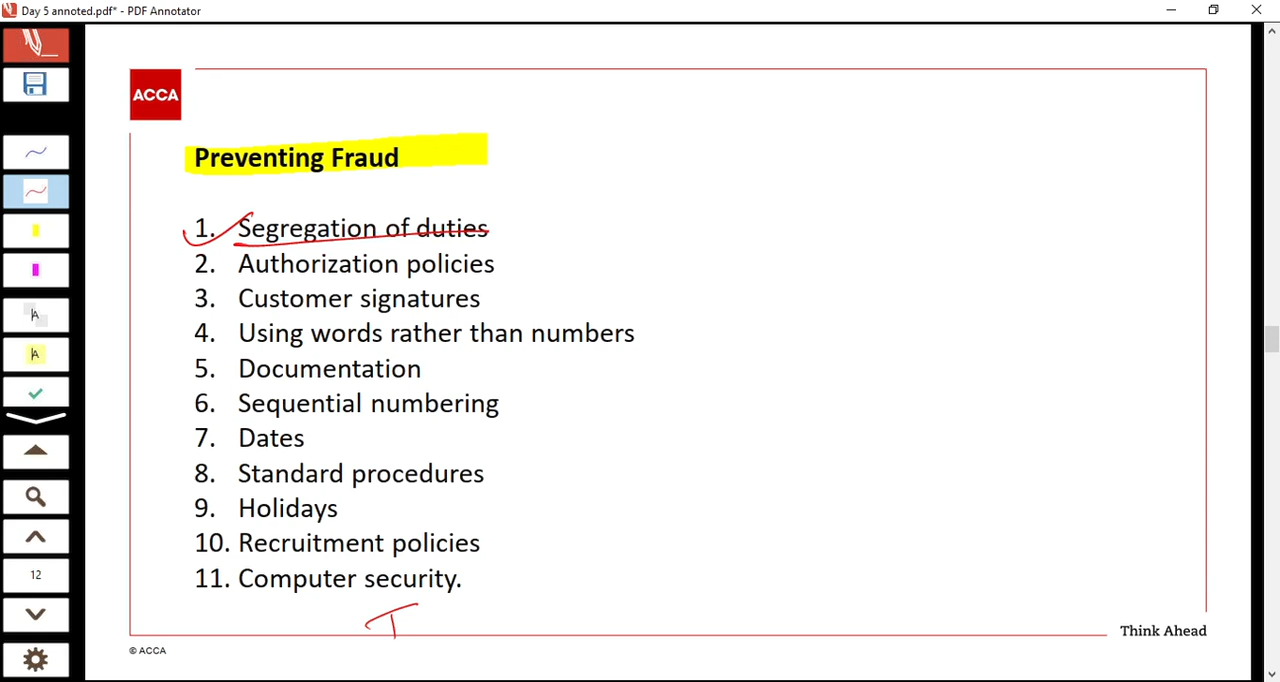 Day 5 annoted.pdf* - PDF Annotator
ACCA
Preventing Fraud
1. Segregation of duties
2. Authorization policies
3. Customer signatures
4. Using words rather than numbers
5. Documentation
6. Sequential numbering
7. Dates
8. Standard procedures
9. Holidays
10. Recruitment policies
11. Computer security.
12
Think Ahead
© ACCA